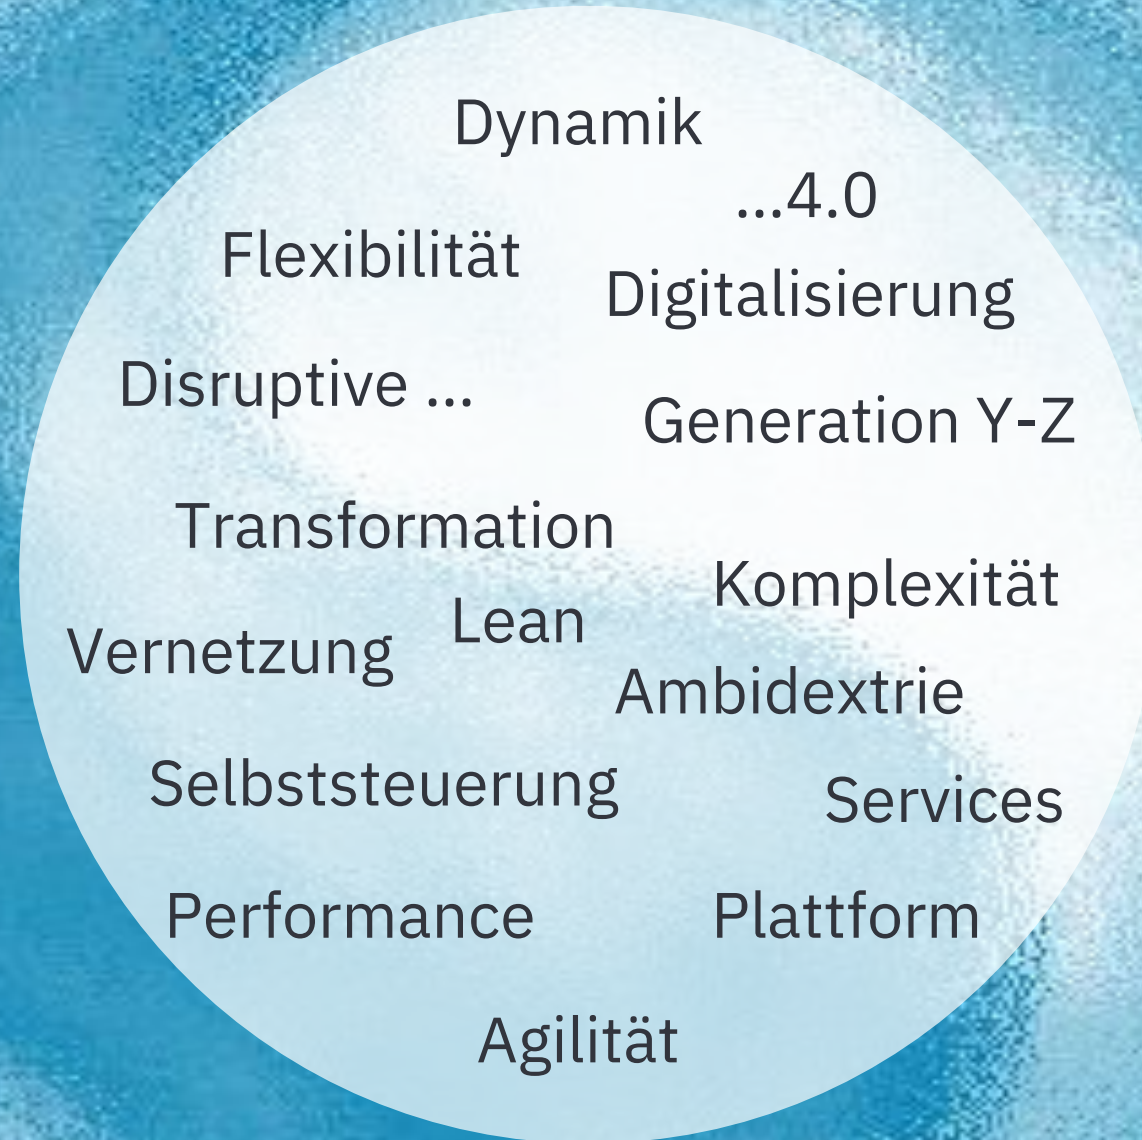 Dynamik
...4.0
Flexibilität
Digitalisierung
Disruptive ...
Generation Y-Z
Transformation
Komplexität
Lean
Vernetzung
Ambidextrie
Selbststeuerung
Services
Performance
Plattform
Agilität